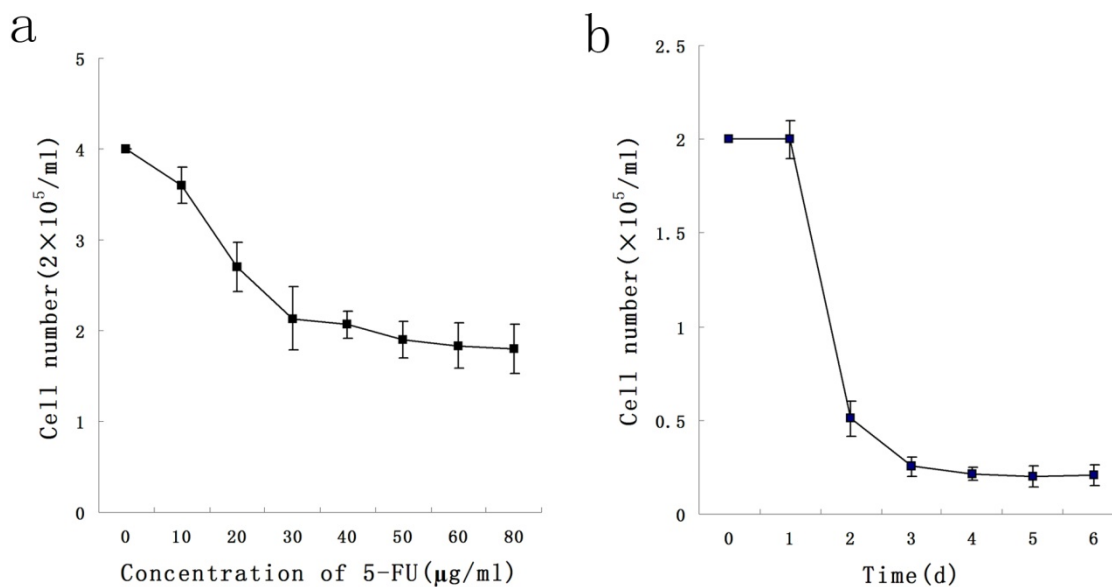 a
Cell number(2×10⁵/ml)
5
4
3
2
1
0
0 10 20 30 40 50 60 80
Concentration of 5-FU(μg/ml)
b
Cell number(×10⁵/ml)
2.5
2
1.5
1
0.5
0
0 1 2 3 4 5 6
Time(d)